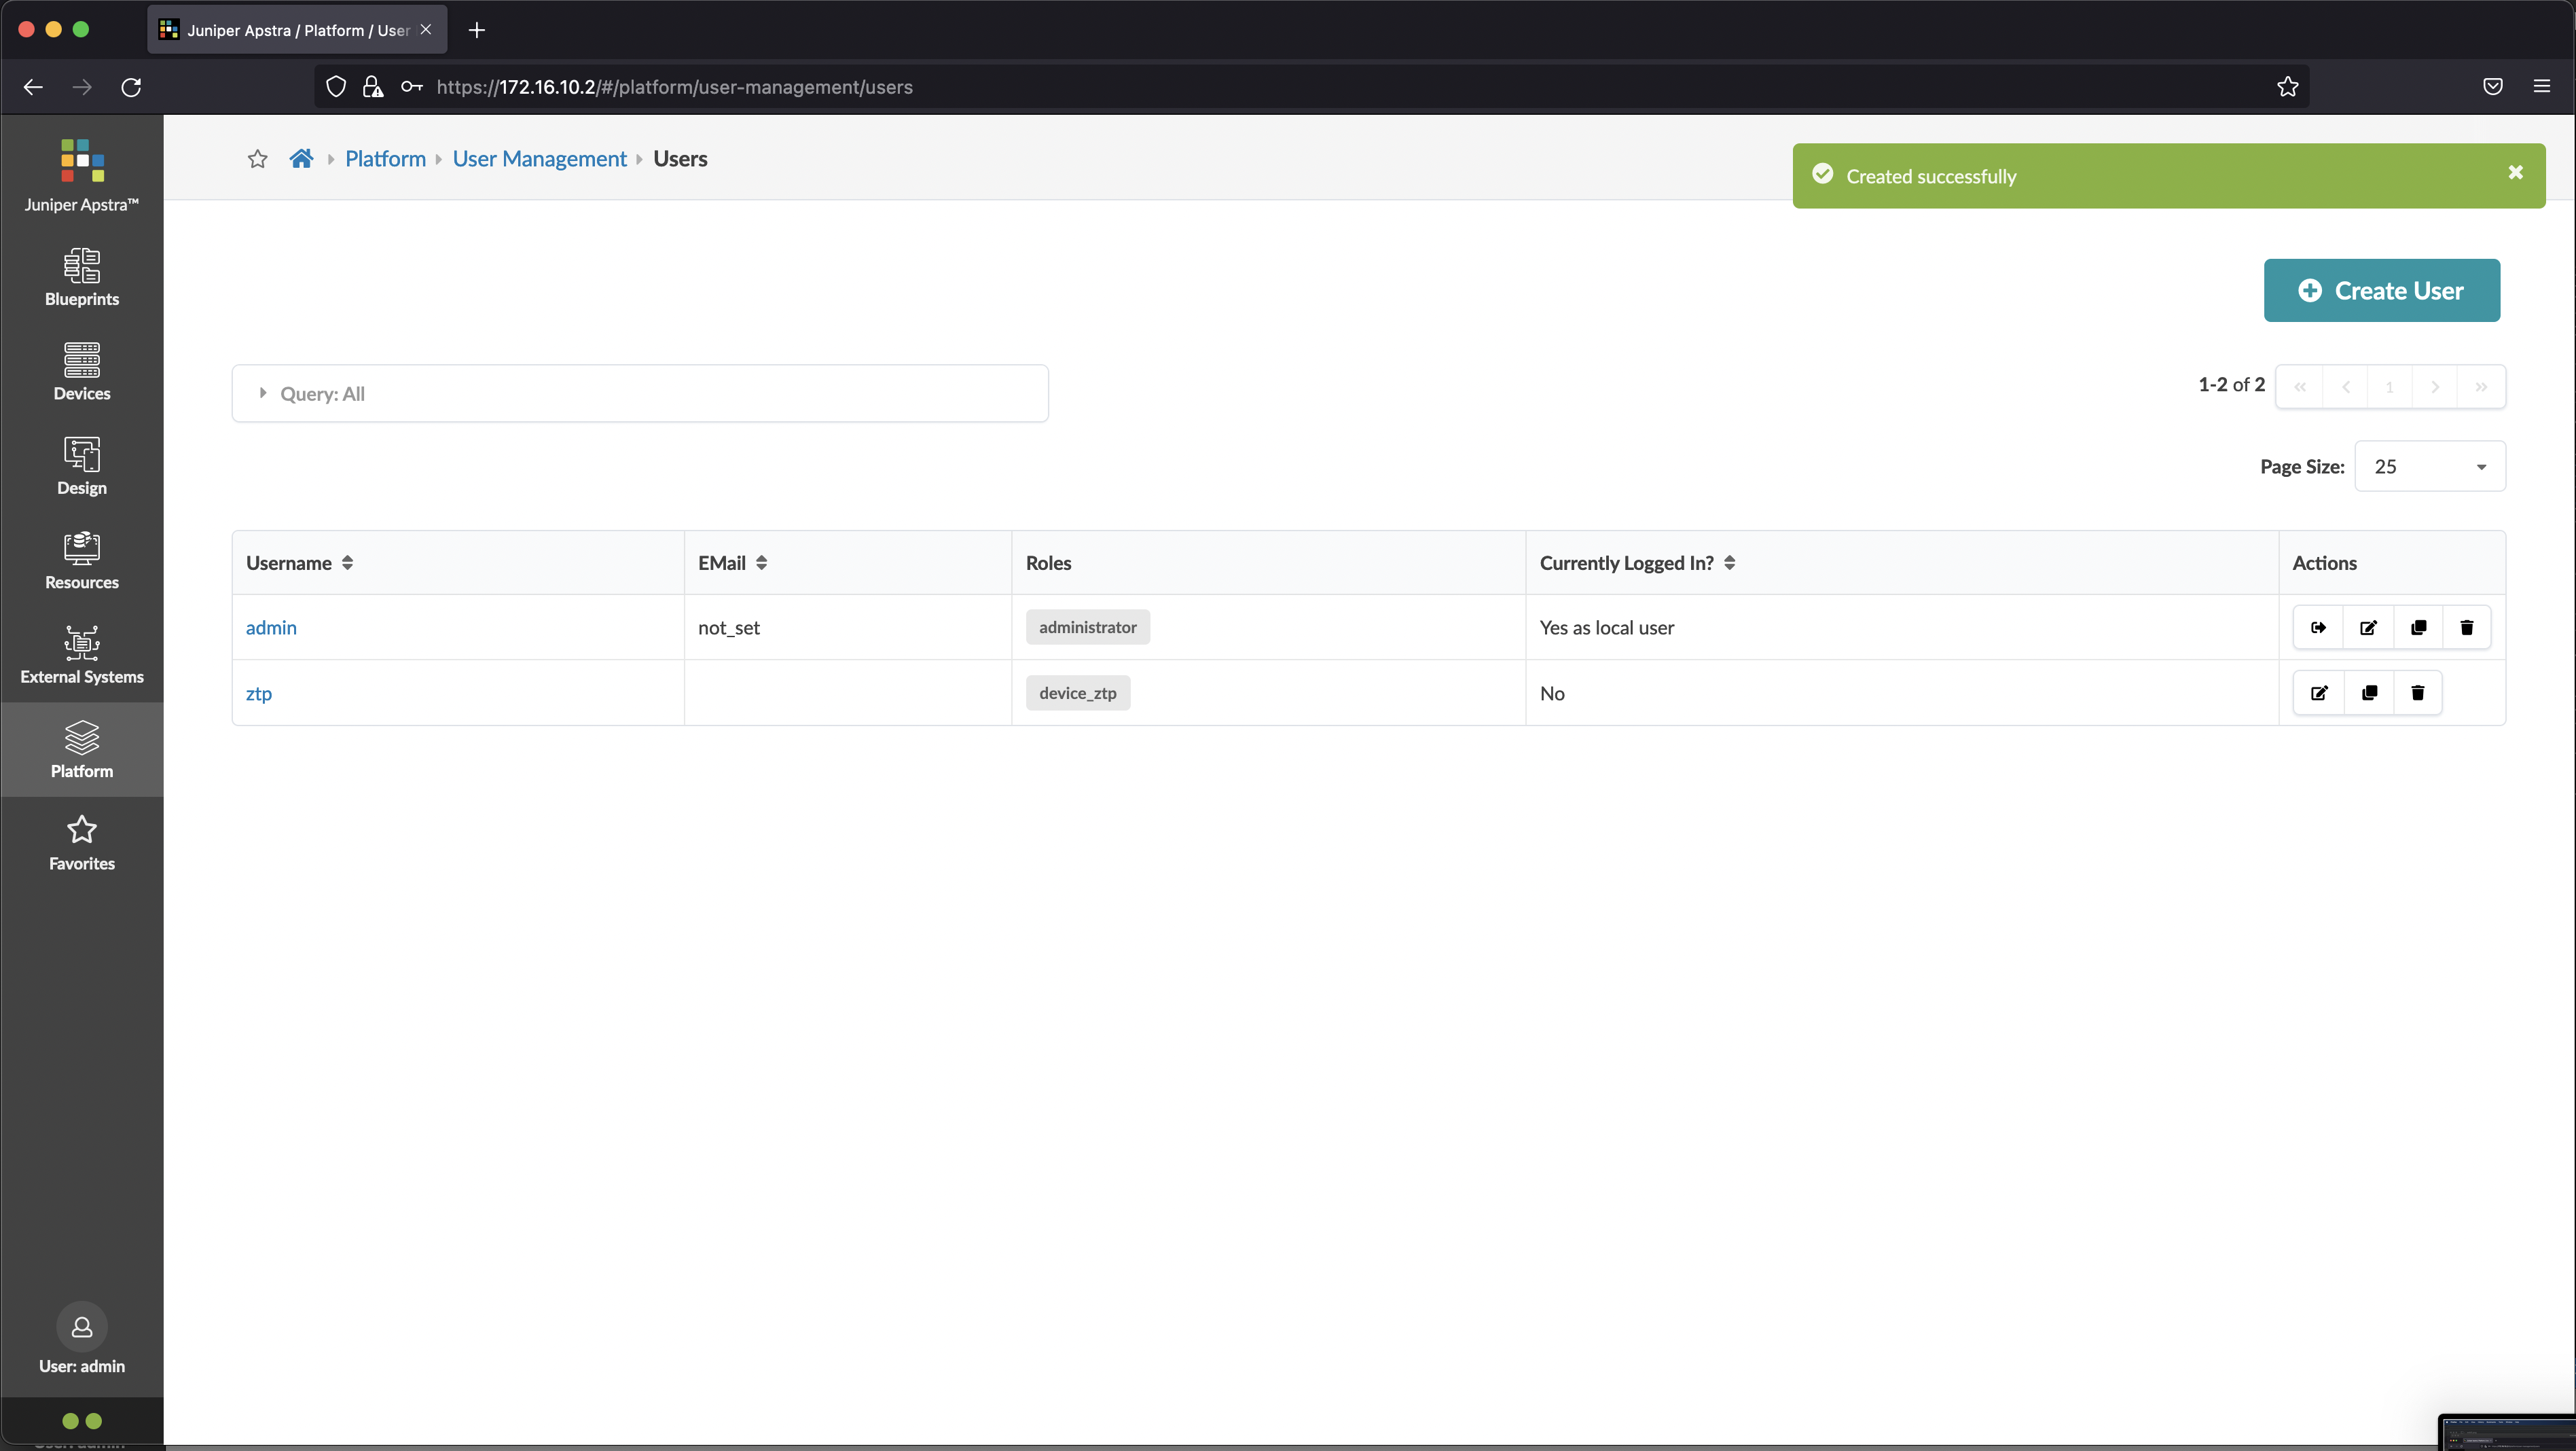 Juniper Apstra / Platform / User
https://172.16.10.2/#/platform/user-management/users
Juniper Apstra™
Blueprints
Devices
Design
Resources
External Systems
Platform
Favorites
User: admin
Platform User Management Users
Created successfully
Create User
Query: All
1-2 of 2
1
Page Size: 25
Username EMail Roles Currently Logged In? Actions
admin not_set administrator Yes as local user
ztp device_ztp No